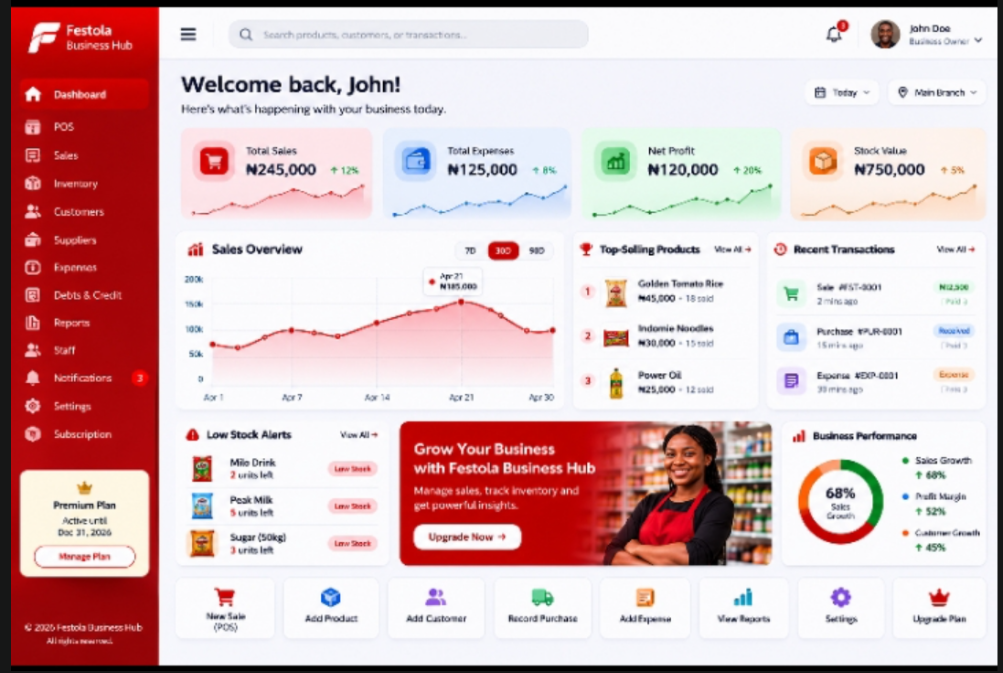 Festola
Business Hub
Search products, customers, or transactions...
3
John Doe
Business Owner
Dashboard
POS
Sales
Inventory
Customers
Suppliers
Expenses
Debts & Credit
Reports
Staff
Notifications 3
Settings
Subscription
Premium Plan
Active until
Dec 31, 2026
Manage Plan
© 2026 Festola Business Hub
All rights reserved.
Welcome back, John!
Here's what's happening with your business today.
Today
Main Branch
Total Sales
₦245,000 ↑ 12%
Total Expenses
₦125,000 ↑ 8%
Net Profit
₦120,000 ↑ 20%
Stock Value
₦750,000 ↑ 5%
Sales Overview
7D 30D 90D
200k
150k
100k
50k
0
Apr 21
₦185,000
Apr 1 Apr 7 Apr 14 Apr 21 Apr 30
Top-Selling Products View All →
1 Golden Tomato Rice
₦45,000 • 18 sold
2 Indomie Noodles
₦30,000 • 15 sold
3 Power Oil
₦25,000 • 12 sold
Recent Transactions View All →
Sale #FST-0001 ₦12,500
2 mins ago
Purchase #PUR-0001 Received
15 mins ago
Expense #EXP-0001 Expense
30 mins ago
Low Stock Alerts View All →
Milo Drink
2 units left
Low Stock
Peak Milk
5 units left
Low Stock
Sugar (50kg)
3 units left
Low Stock
Grow Your Business
with Festola Business Hub
Manage sales, track inventory and
get powerful insights.
Upgrade Now →
Business Performance
68%
Sales
Growth
Sales Growth
↑ 68%
Profit Margin
↑ 52%
Customer Growth
↑ 45%
New Sale
(POS)
Add Product
Add Customer
Record Purchase
Add Expense
View Reports
Settings
Upgrade Plan